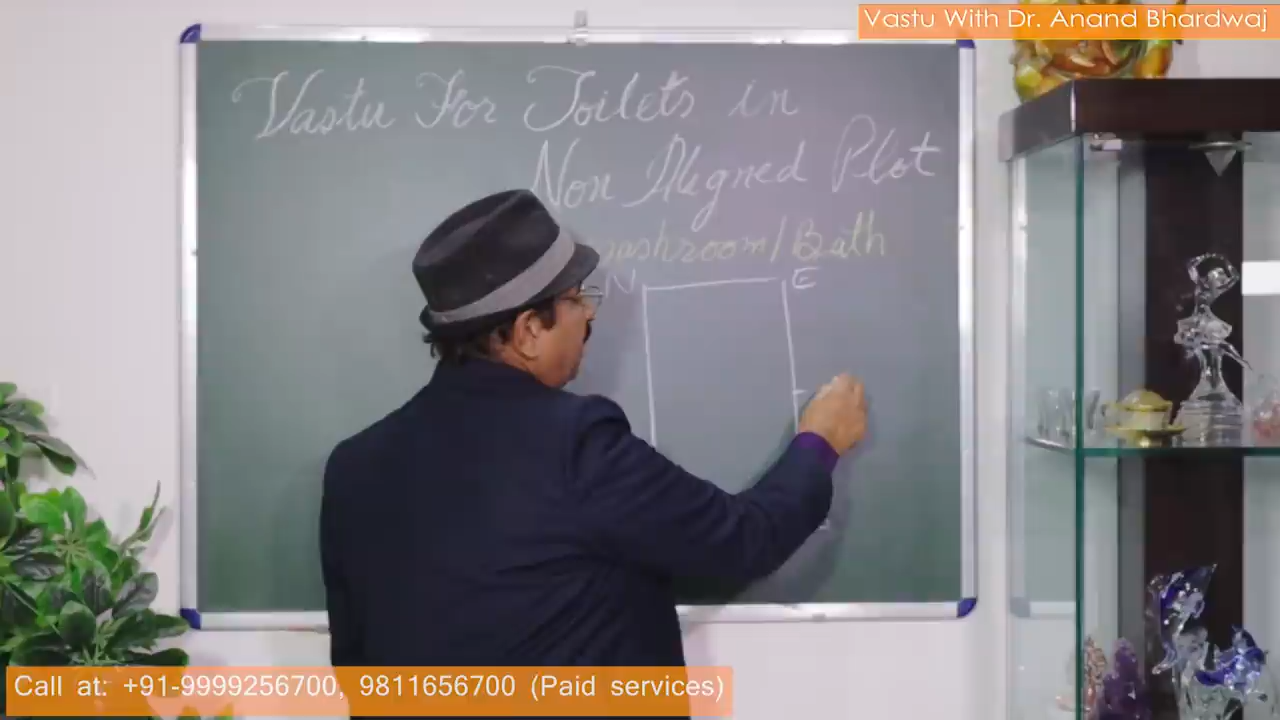 Vastu With Dr. Anand Bhardwaj
Vastu For Toilets in
Non Aligned Plot
washroom/Bath
N E
Call at: +91-9999256700, 9811656700 (Paid services)